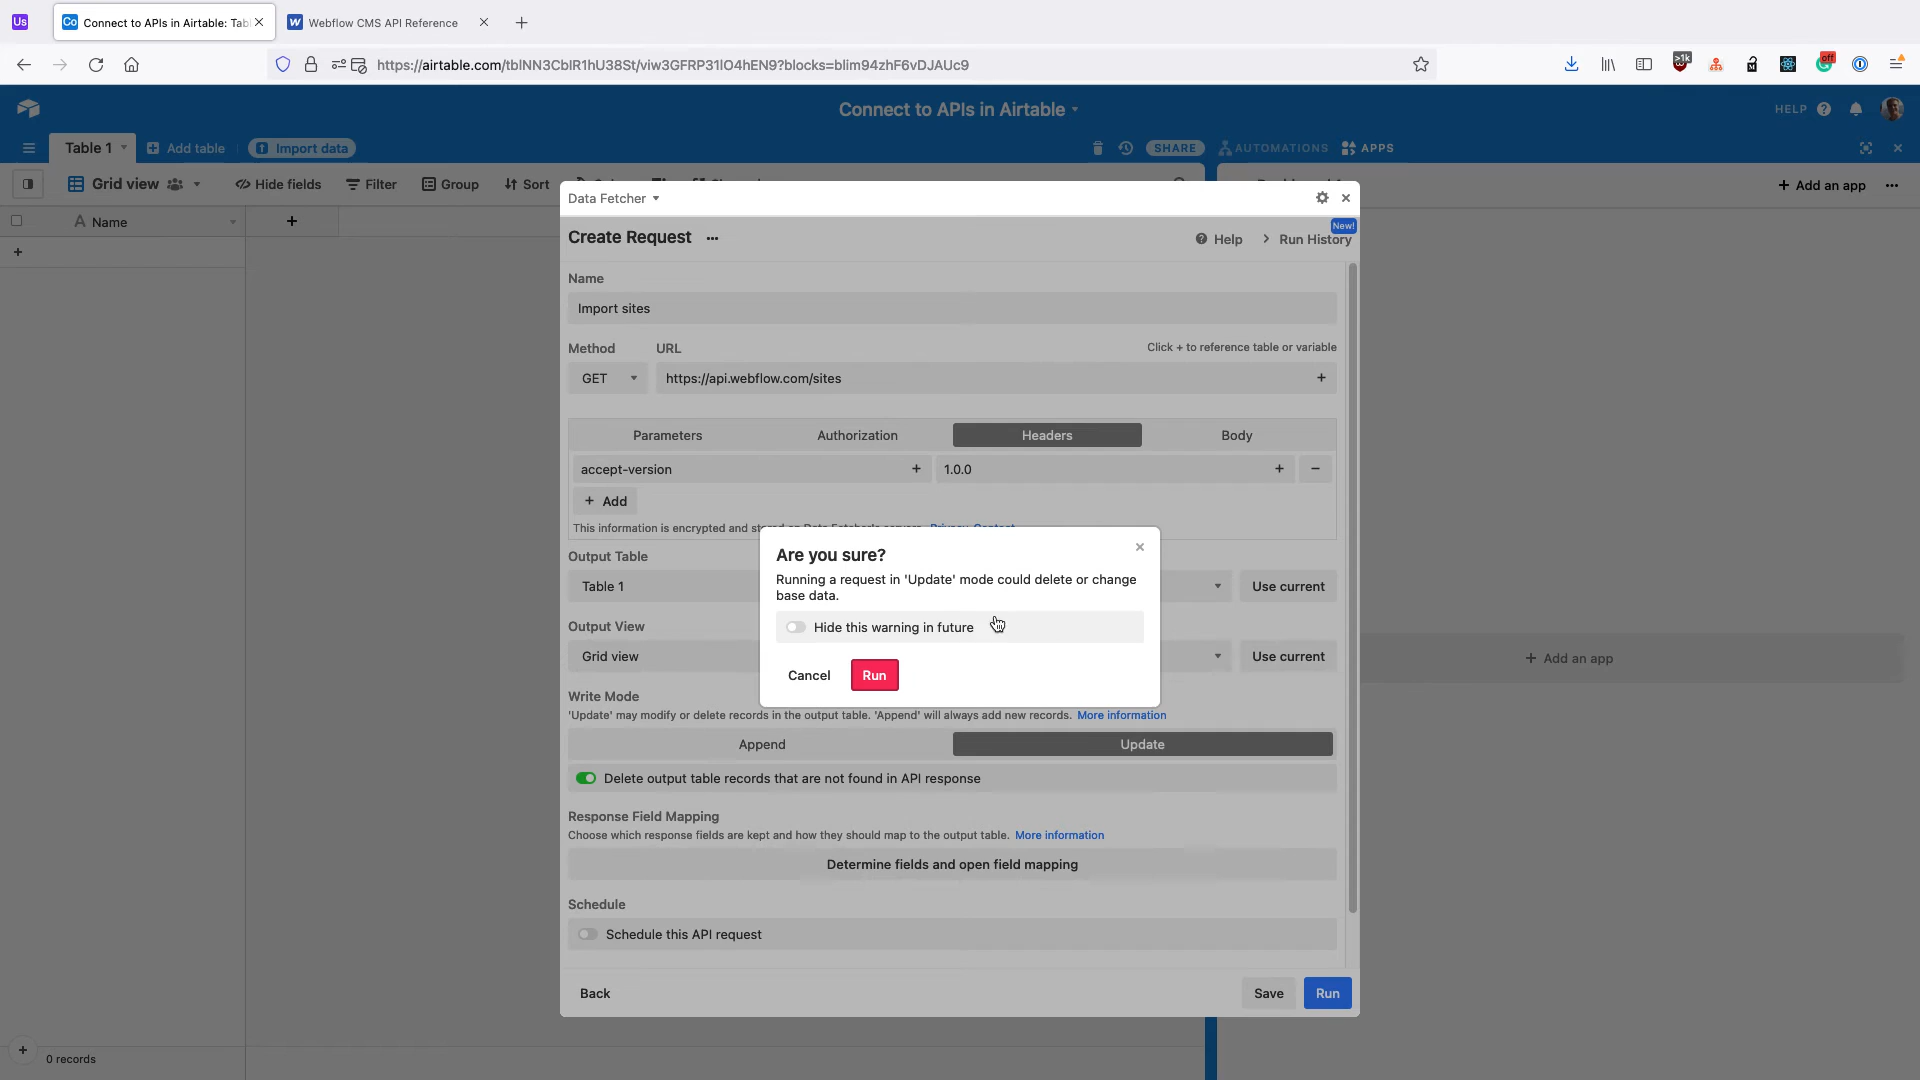 Us
Co Connect to APIs in Airtable: Tab
W Webflow CMS API Reference
https://airtable.com/tblNN3CblR1hU38St/viw3GFRP31lO4hEN9?blocks=blim94zhF6vDJAUc9
>1k
off
Connect to APIs in Airtable
HELP
Table 1
Add table
Import data
SHARE
AUTOMATIONS
APPS
Grid view
Hide fields
Filter
Group
Sort
+ Add an app
Data Fetcher
A Name
Create Request
New!
Help
Run History
Name
Import sites
Method
URL
Click + to reference table or variable
GET
https://api.webflow.com/sites
Parameters
Authorization
Headers
Body
accept-version
1.0.0
+ Add
This information is encrypted and
Output Table
Table 1
Use current
Are you sure?
Running a request in 'Update' mode could delete or change
base data.
Hide this warning in future
Cancel
Run
Output View
Grid view
Use current
+ Add an app
Write Mode
'Update' may modify or delete records in the output table. 'Append' will always add new records. More information
Append
Update
Delete output table records that are not found in API response
Response Field Mapping
Choose which response fields are kept and how they should map to the output table. More information
Determine fields and open field mapping
Schedule
Schedule this API request
Back
Save
Run
0 records